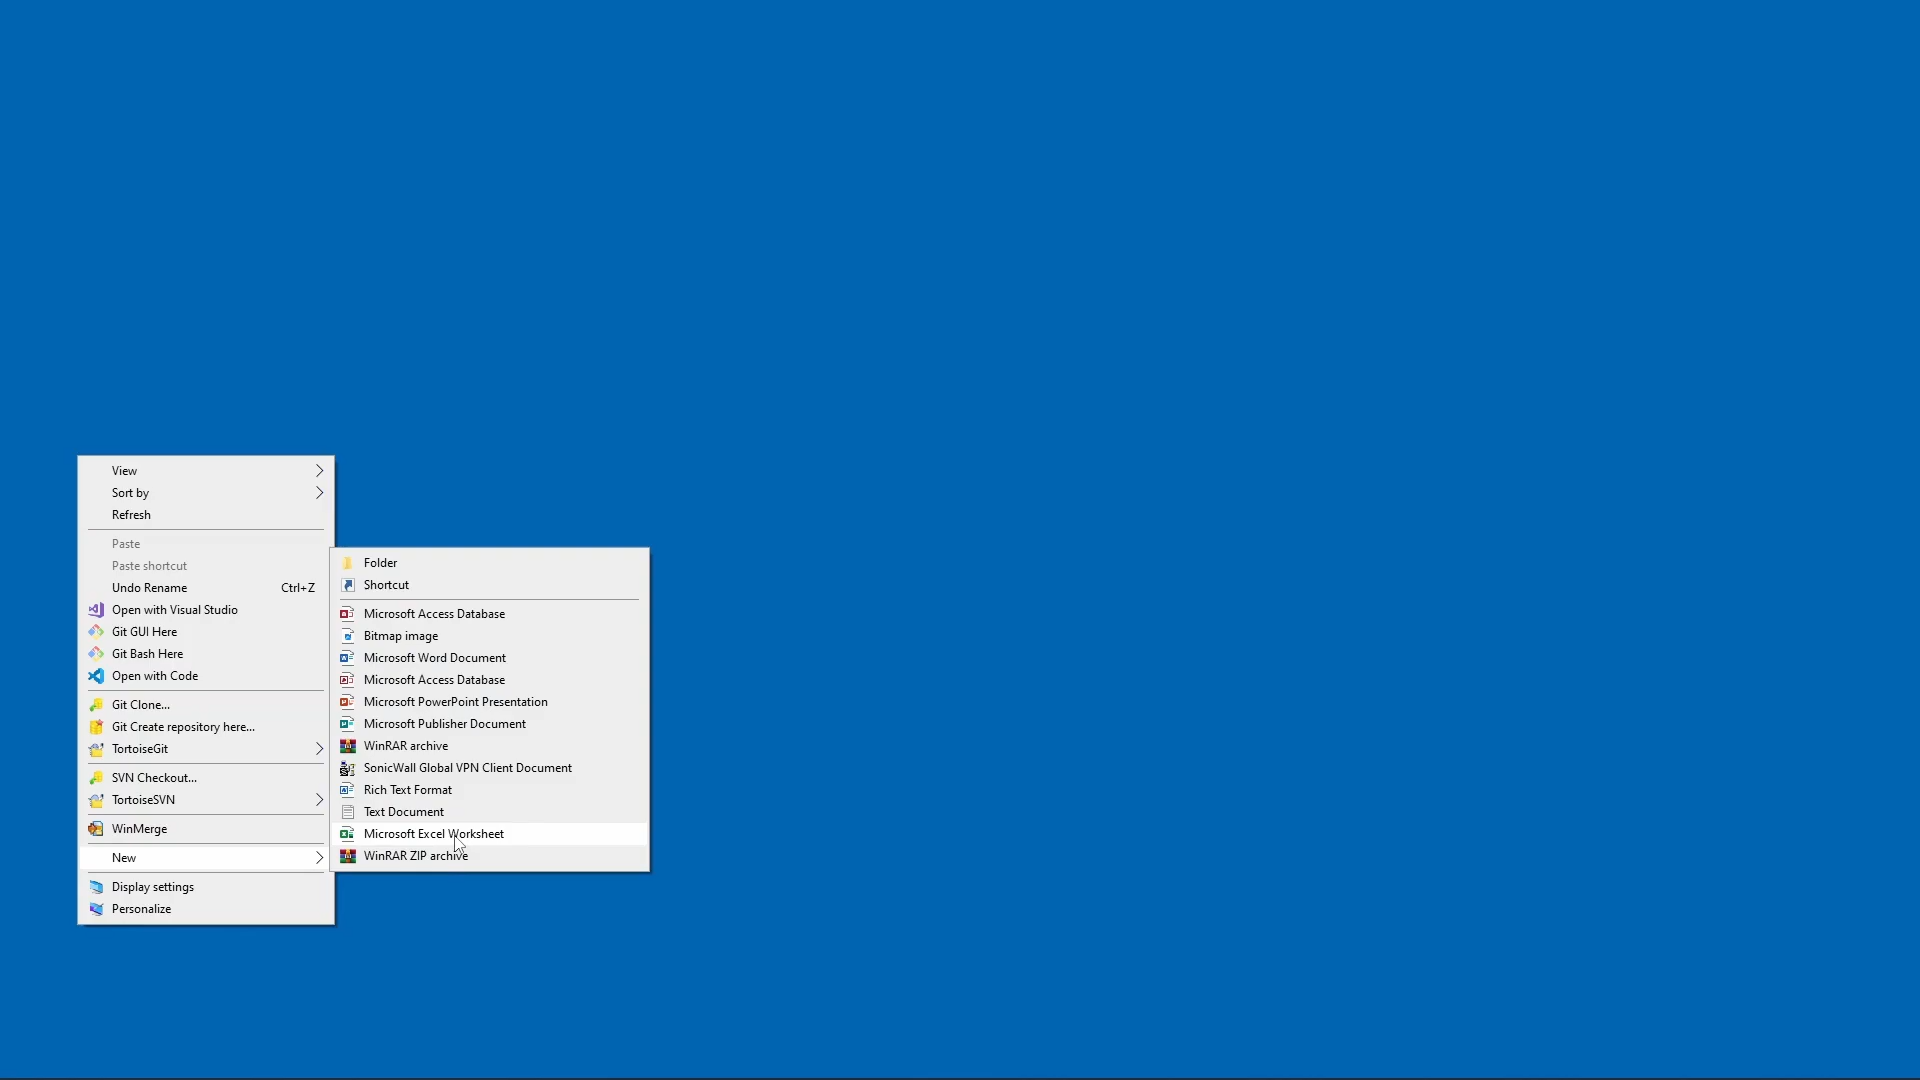 View
Sort by
Refresh
Paste
Paste shortcut
Undo Rename Ctrl+Z
Open with Visual Studio
Git GUI Here
Git Bash Here
Open with Code
Git Clone...
Git Create repository here...
TortoiseGit
SVN Checkout...
TortoiseSVN
WinMerge
New
Display settings
Personalize
Folder
Shortcut
Microsoft Access Database
Bitmap image
Microsoft Word Document
Microsoft Access Database
Microsoft PowerPoint Presentation
Microsoft Publisher Document
WinRAR archive
SonicWall Global VPN Client Document
Rich Text Format
Text Document
Microsoft Excel Worksheet
WinRAR ZIP archive